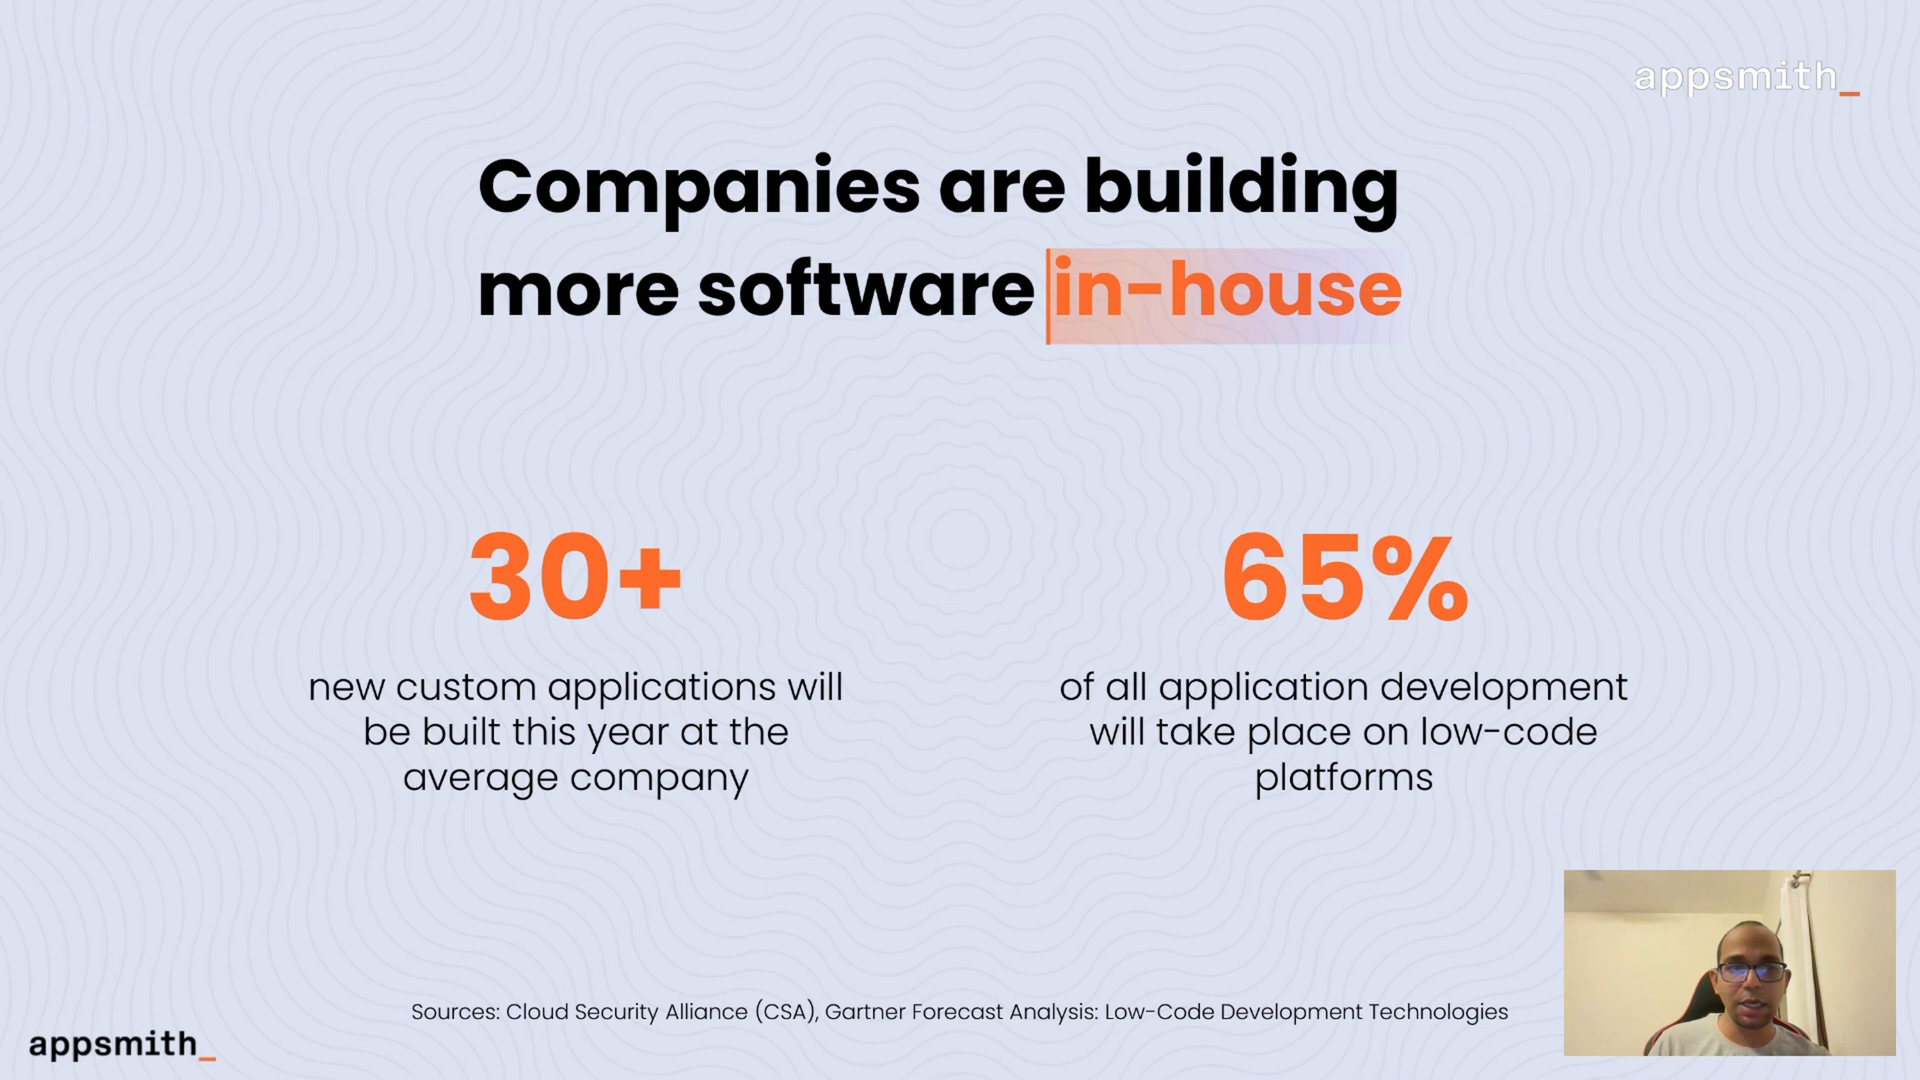 appsmith_
Companies are building
more software in-house
30+
new custom applications will
be built this year at the
average company
65%
of all application development
will take place on low-code
platforms
Sources: Cloud Security Alliance (CSA), Gartner Forecast Analysis: Low-Code Development Technologies
appsmith_